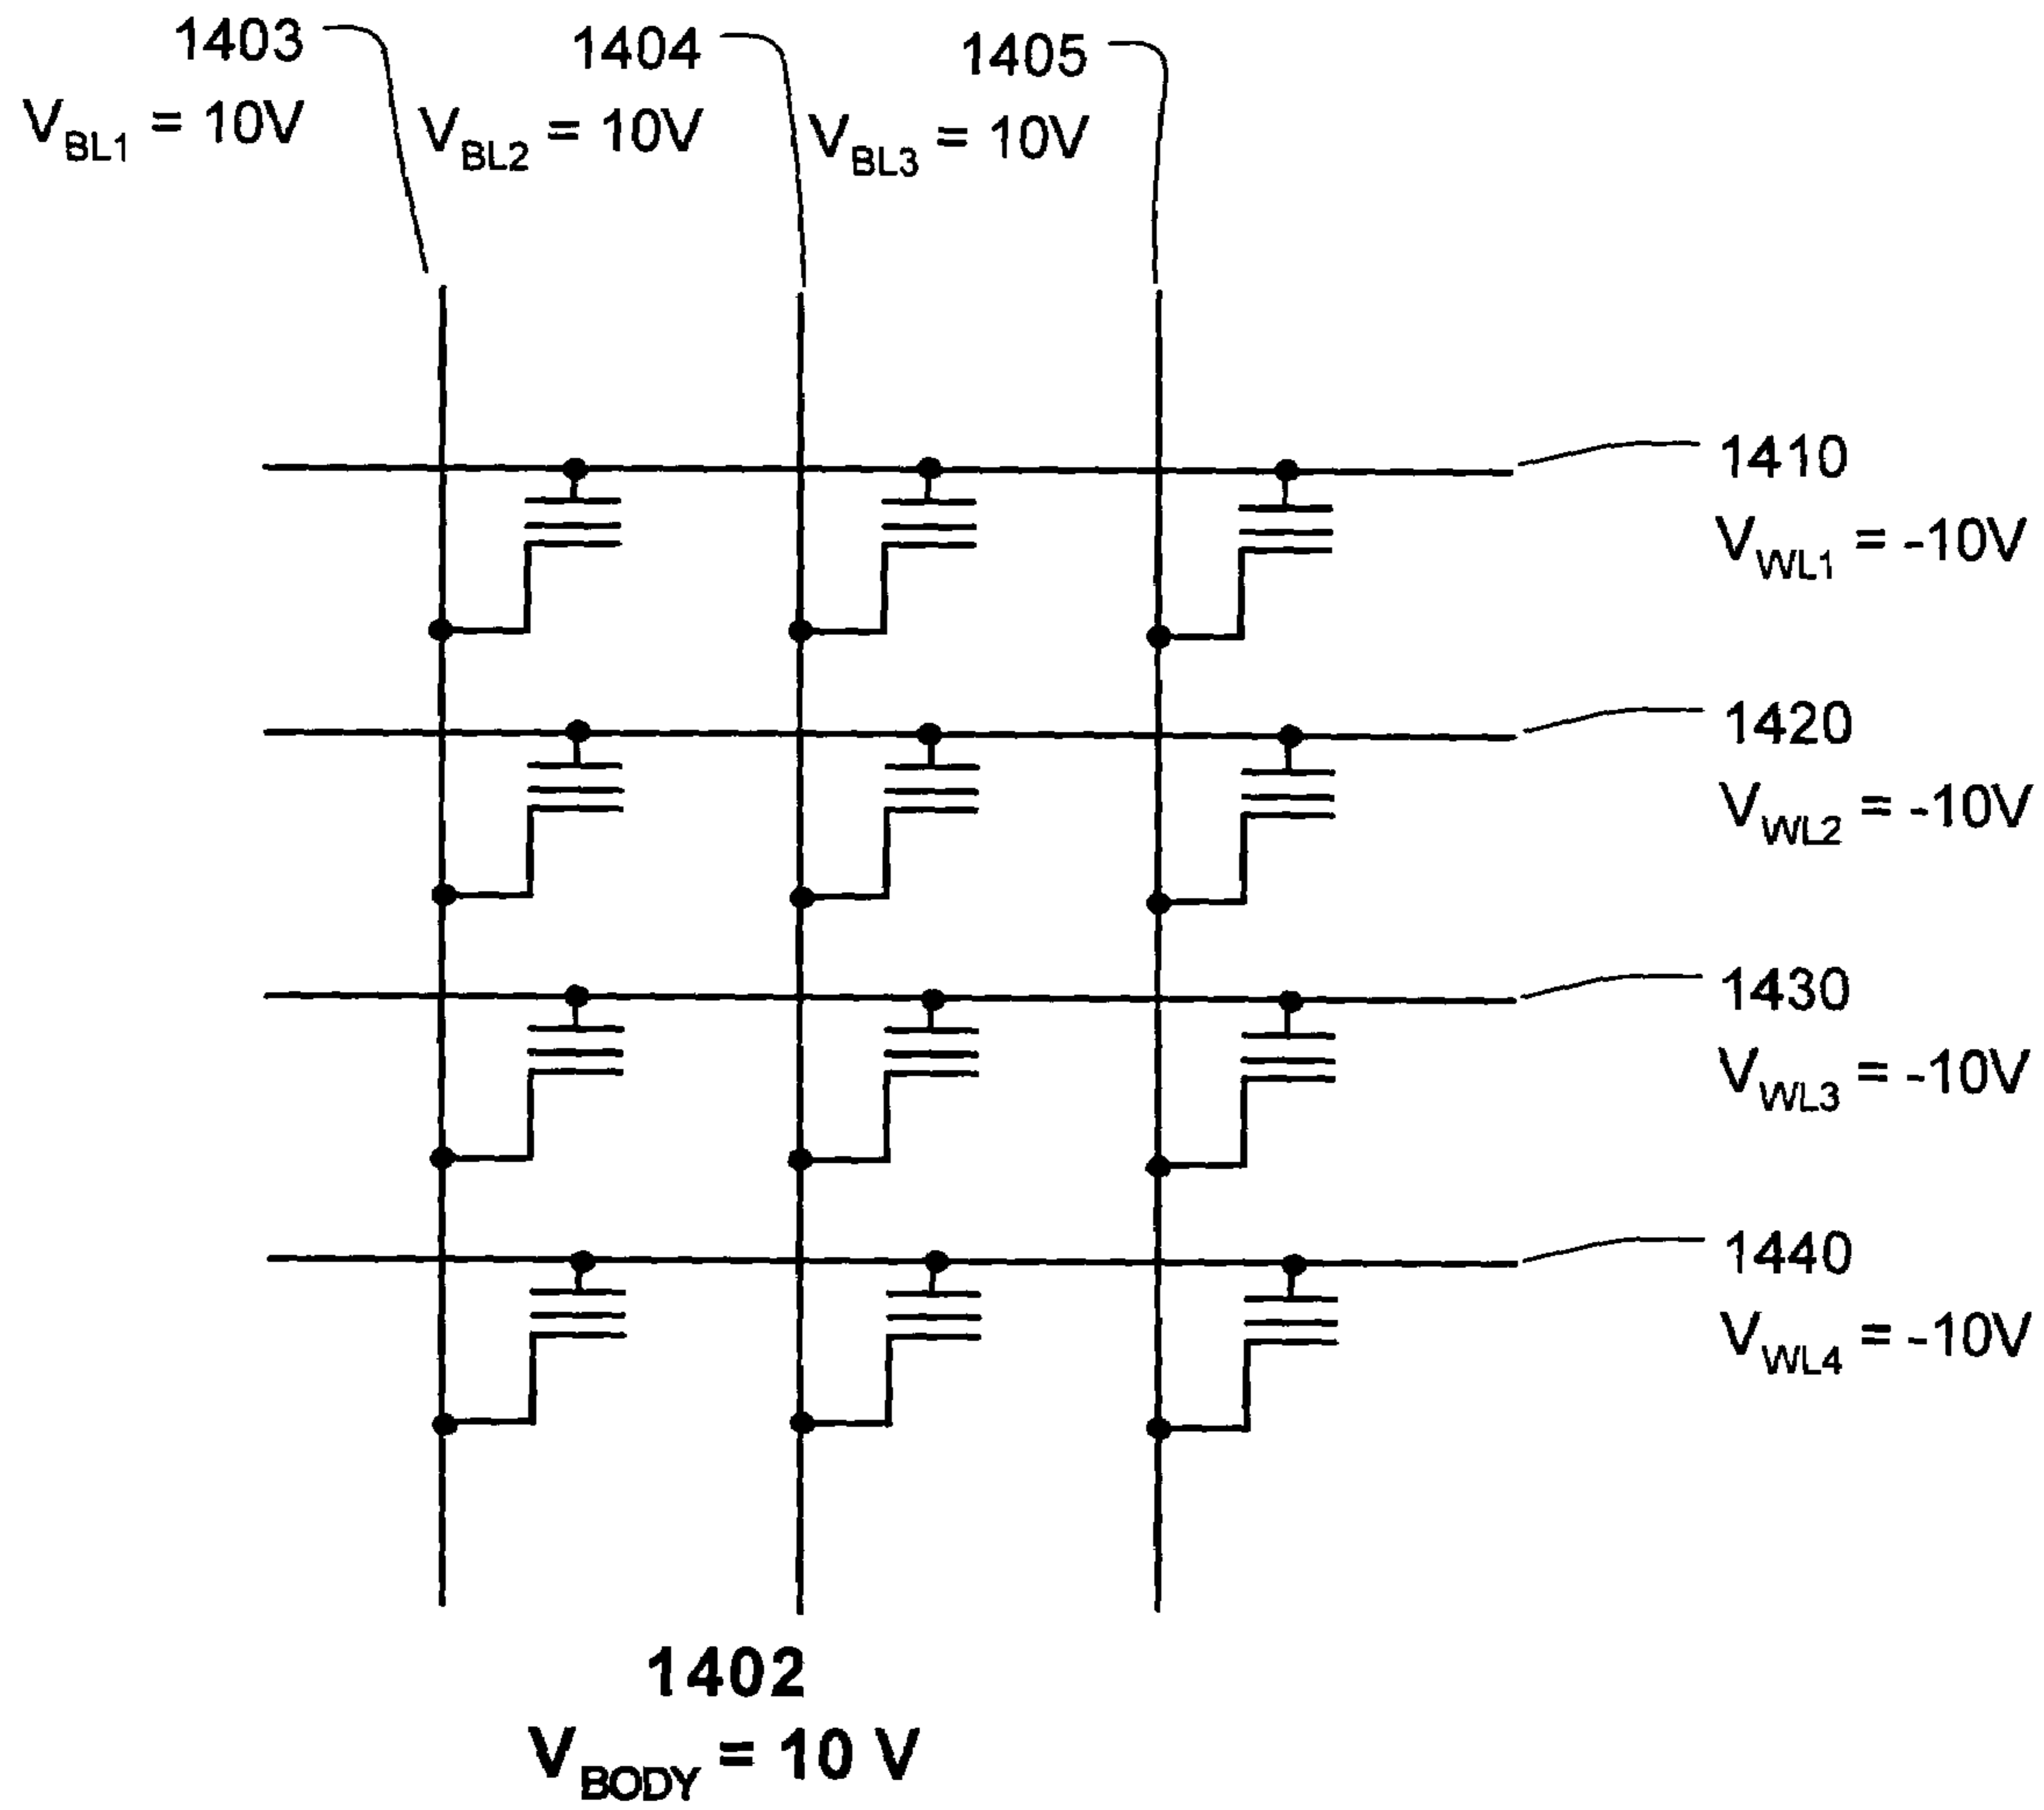 1403 1404 1405
V_BL1 = 10V V_BL2 = 10V V_BL3 = 10V
1410
V_WL1 = -10V
1420
V_WL2 = -10V
1430
V_WL3 = -10V
1440
V_WL4 = -10V
1402
V_BODY = 10 V